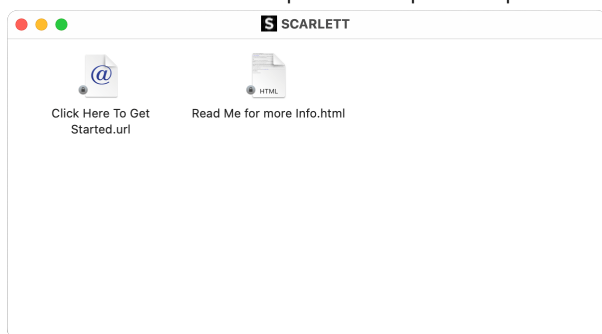 S SCARLETT
@
HTML
Click Here To Get
Started.url
Read Me for more Info.html